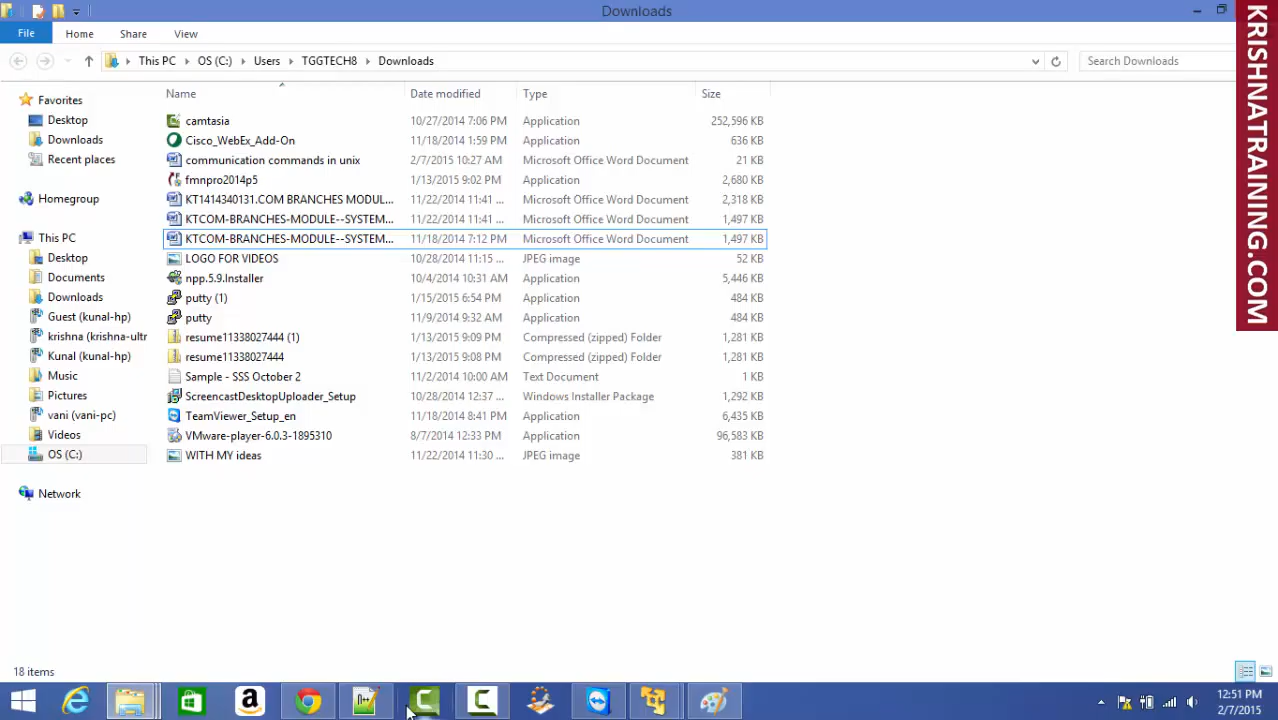 Downloads
File Home Share View
This PC OS (C:) Users TGGTECH8 Downloads Search Downloads
Name Date modified Type Size
Favorites
Desktop
Downloads
Recent places
Homegroup
This PC
Desktop
Documents
Downloads
Guest (kunal-hp)
krishna (krishna-ultr
Kunal (kunal-hp)
Music
Pictures
vani (vani-pc)
Videos
OS (C:)
Network
camtasia 10/27/2014 7:06 PM Application 252,596 KB
Cisco_WebEx_Add-On 11/18/2014 1:59 PM Application 636 KB
communication commands in unix 2/7/2015 10:27 AM Microsoft Office Word Document 21 KB
fmnpro2014p5 1/13/2015 9:02 PM Application 2,680 KB
KT1414340131.COM BRANCHES MODUL... 11/22/2014 11:41 ... Microsoft Office Word Document 2,318 KB
KTCOM-BRANCHES-MODULE--SYSTEM... 11/22/2014 11:41 ... Microsoft Office Word Document 1,497 KB
KTCOM-BRANCHES-MODULE--SYSTEM... 11/18/2014 7:12 PM Microsoft Office Word Document 1,497 KB
LOGO FOR VIDEOS 10/28/2014 11:15 ... JPEG image 52 KB
npp.5.9.Installer 10/4/2014 10:31 AM Application 5,446 KB
putty (1) 1/15/2015 6:54 PM Application 484 KB
putty 11/9/2014 9:32 AM Application 484 KB
resume11338027444 (1) 1/13/2015 9:09 PM Compressed (zipped) Folder 1,281 KB
resume11338027444 1/13/2015 9:08 PM Compressed (zipped) Folder 1,281 KB
Sample - SSS October 2 11/2/2014 10:00 AM Text Document 1 KB
ScreencastDesktopUploader_Setup 10/28/2014 12:37 ... Windows Installer Package 1,292 KB
TeamViewer_Setup_en 11/18/2014 8:41 PM Application 6,435 KB
VMware-player-6.0.3-1895310 8/7/2014 12:33 PM Application 96,583 KB
WITH MY ideas 11/22/2014 11:30 ... JPEG image 381 KB
18 items
12:51 PM
2/7/2015
KRISHNATRAINING.COM